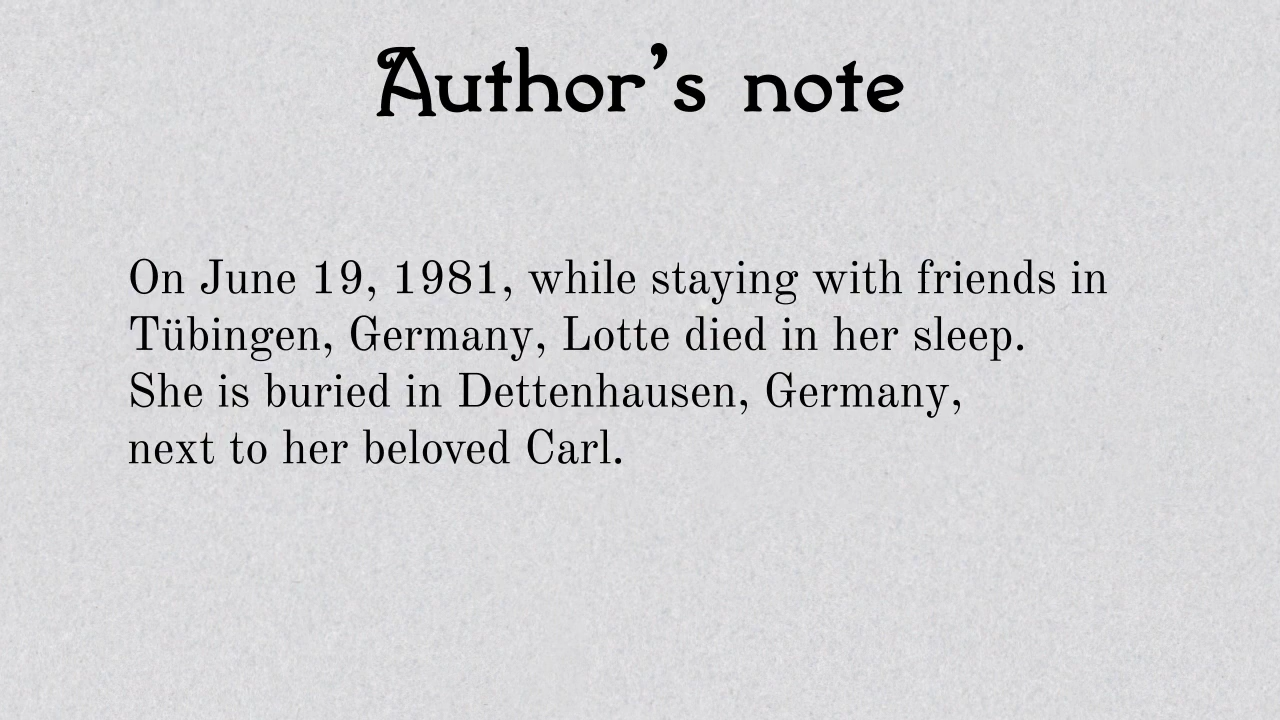 Author’s note
On June 19, 1981, while staying with friends in
Tübingen, Germany, Lotte died in her sleep.
She is buried in Dettenhausen, Germany,
next to her beloved Carl.